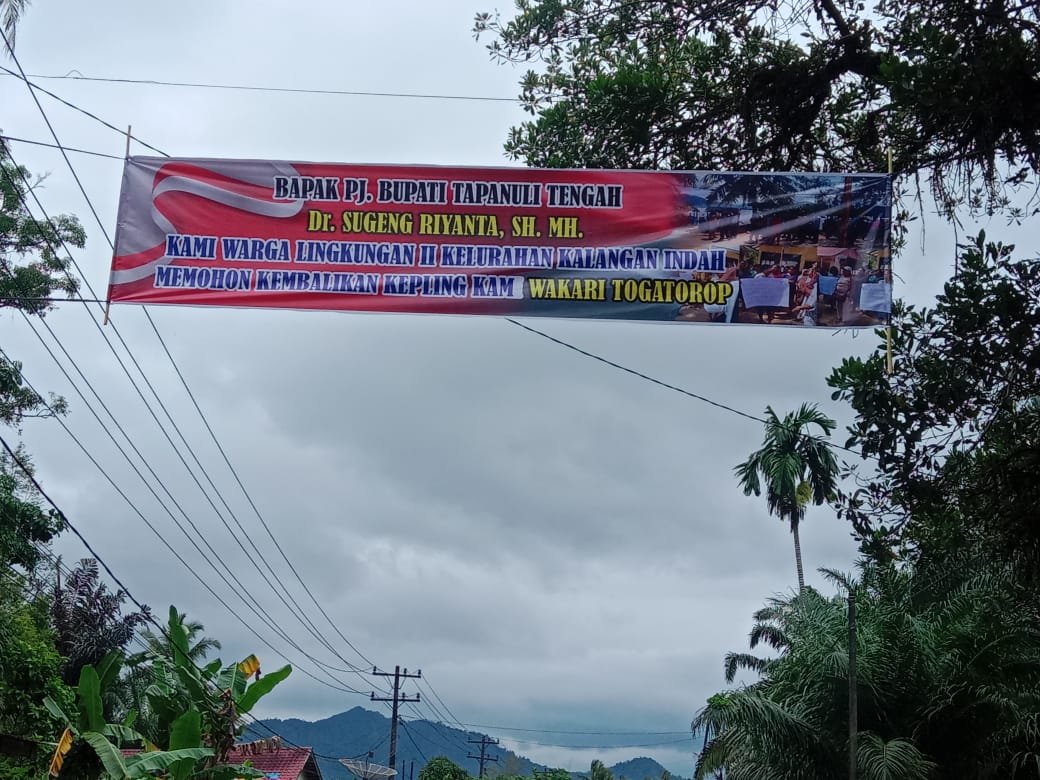 BAPAK PJ. BUPATI TAPANULI TENGAH
Dr. SUGENG RIYANTA, SH. MH.
KAMI WARGA LINGKUNGAN II KELURAHAN KALANGAN INDAH
MEMOHON KEMBALIKAN KEPLING KAM WAKARI TOGATOROP